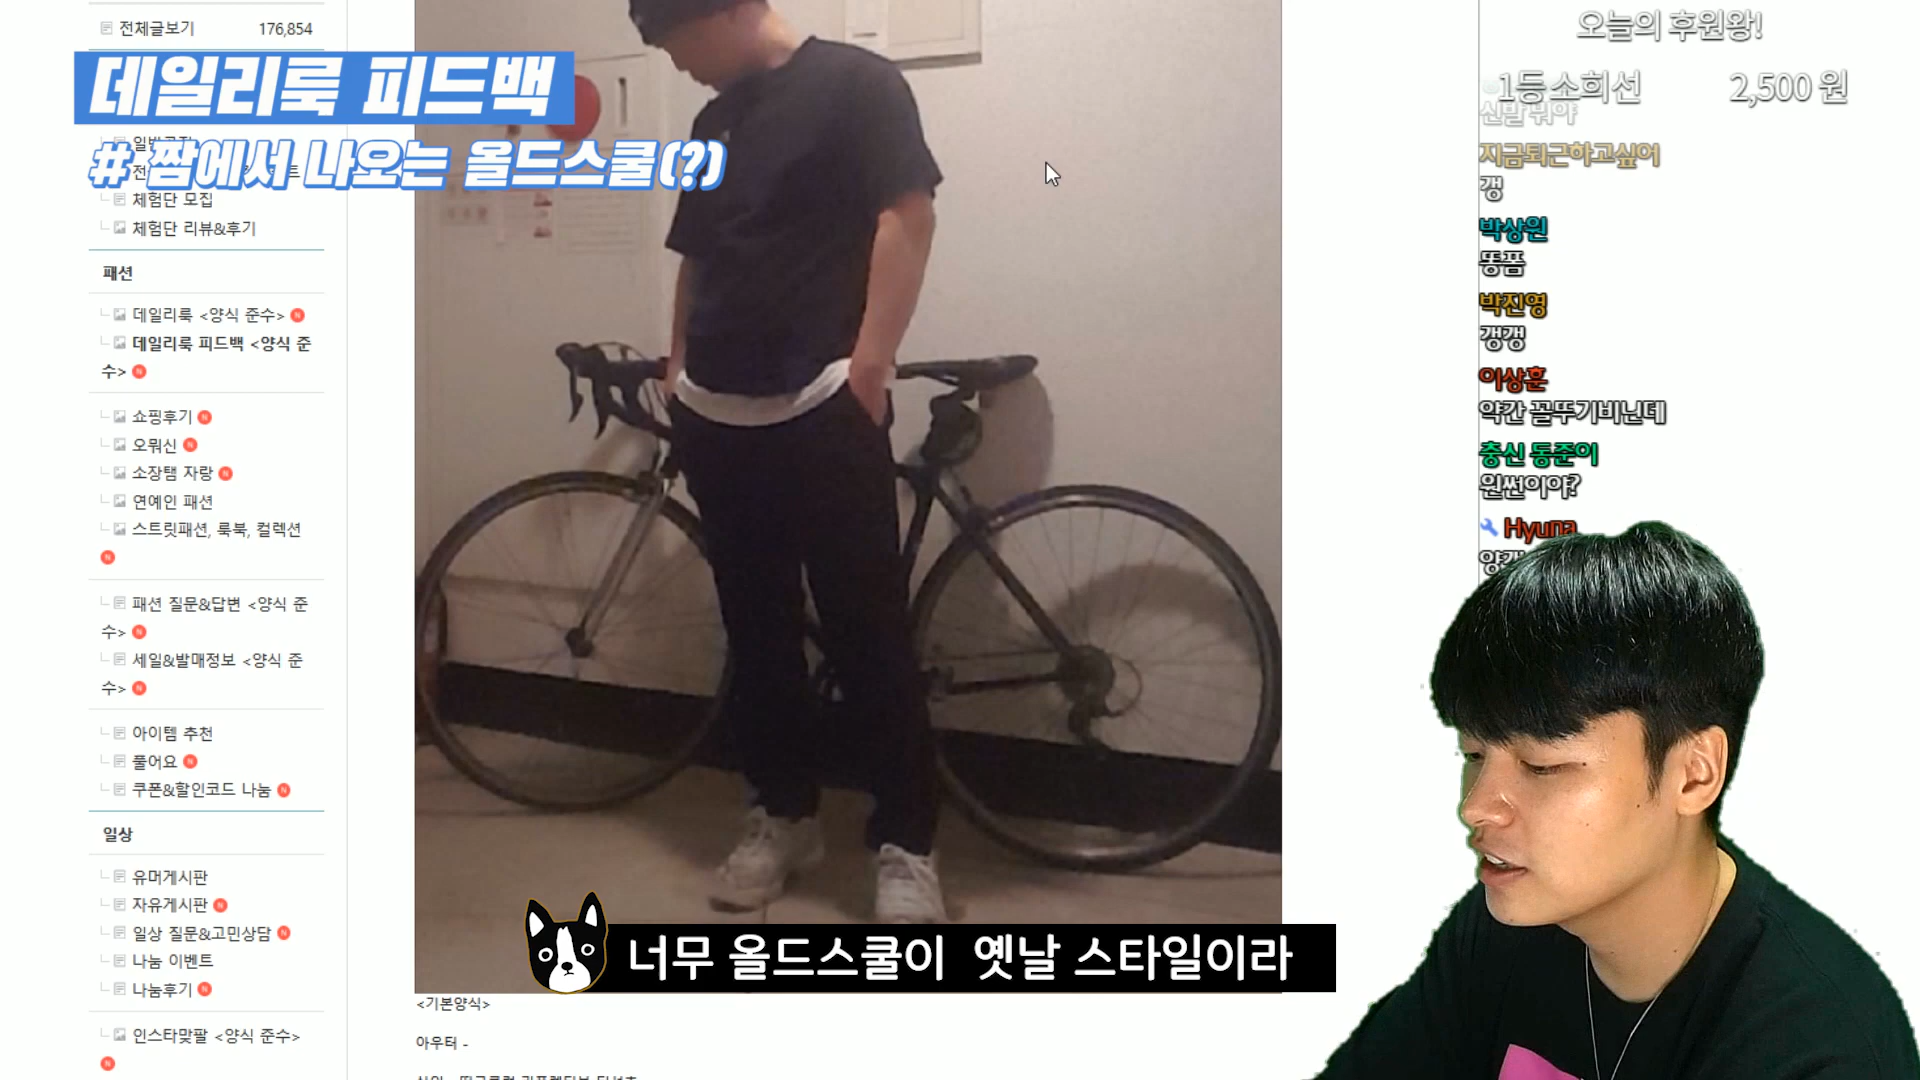 전체글보기 176,854
데일리룩 피드백
# 짬에서 나오는 올드스쿨(?)
체험단 모집
체험단 리뷰&후기
패션
데일리룩 <양식 준수>
데일리룩 피드백 <양식 준
수>
쇼핑후기
오뭐신
소장탬 자랑
연예인 패션
스트릿패션, 룩북, 컬렉션
패션 질문&답변 <양식 준
수>
세일&발매정보 <양식 준
수>
아이템 추천
풀어요
쿠폰&할인코드 나눔
일상
유머게시판
자유게시판
일상 질문&고민상담
나눔 이벤트
나눔후기
인스타맞팔 <양식 준수>
너무 올드스쿨이 옛날 스타일이라
<기본양식>
아우터 -
오늘의 후원왕!
1등소희선 2,500 원
신발 뭐야
지금퇴근하고싶어
갱
박상원
똥폼
박진영
갱갱
이상훈
약간 꼴뚜기비닌데
충신 동준이
원썬이야?
Hyuna